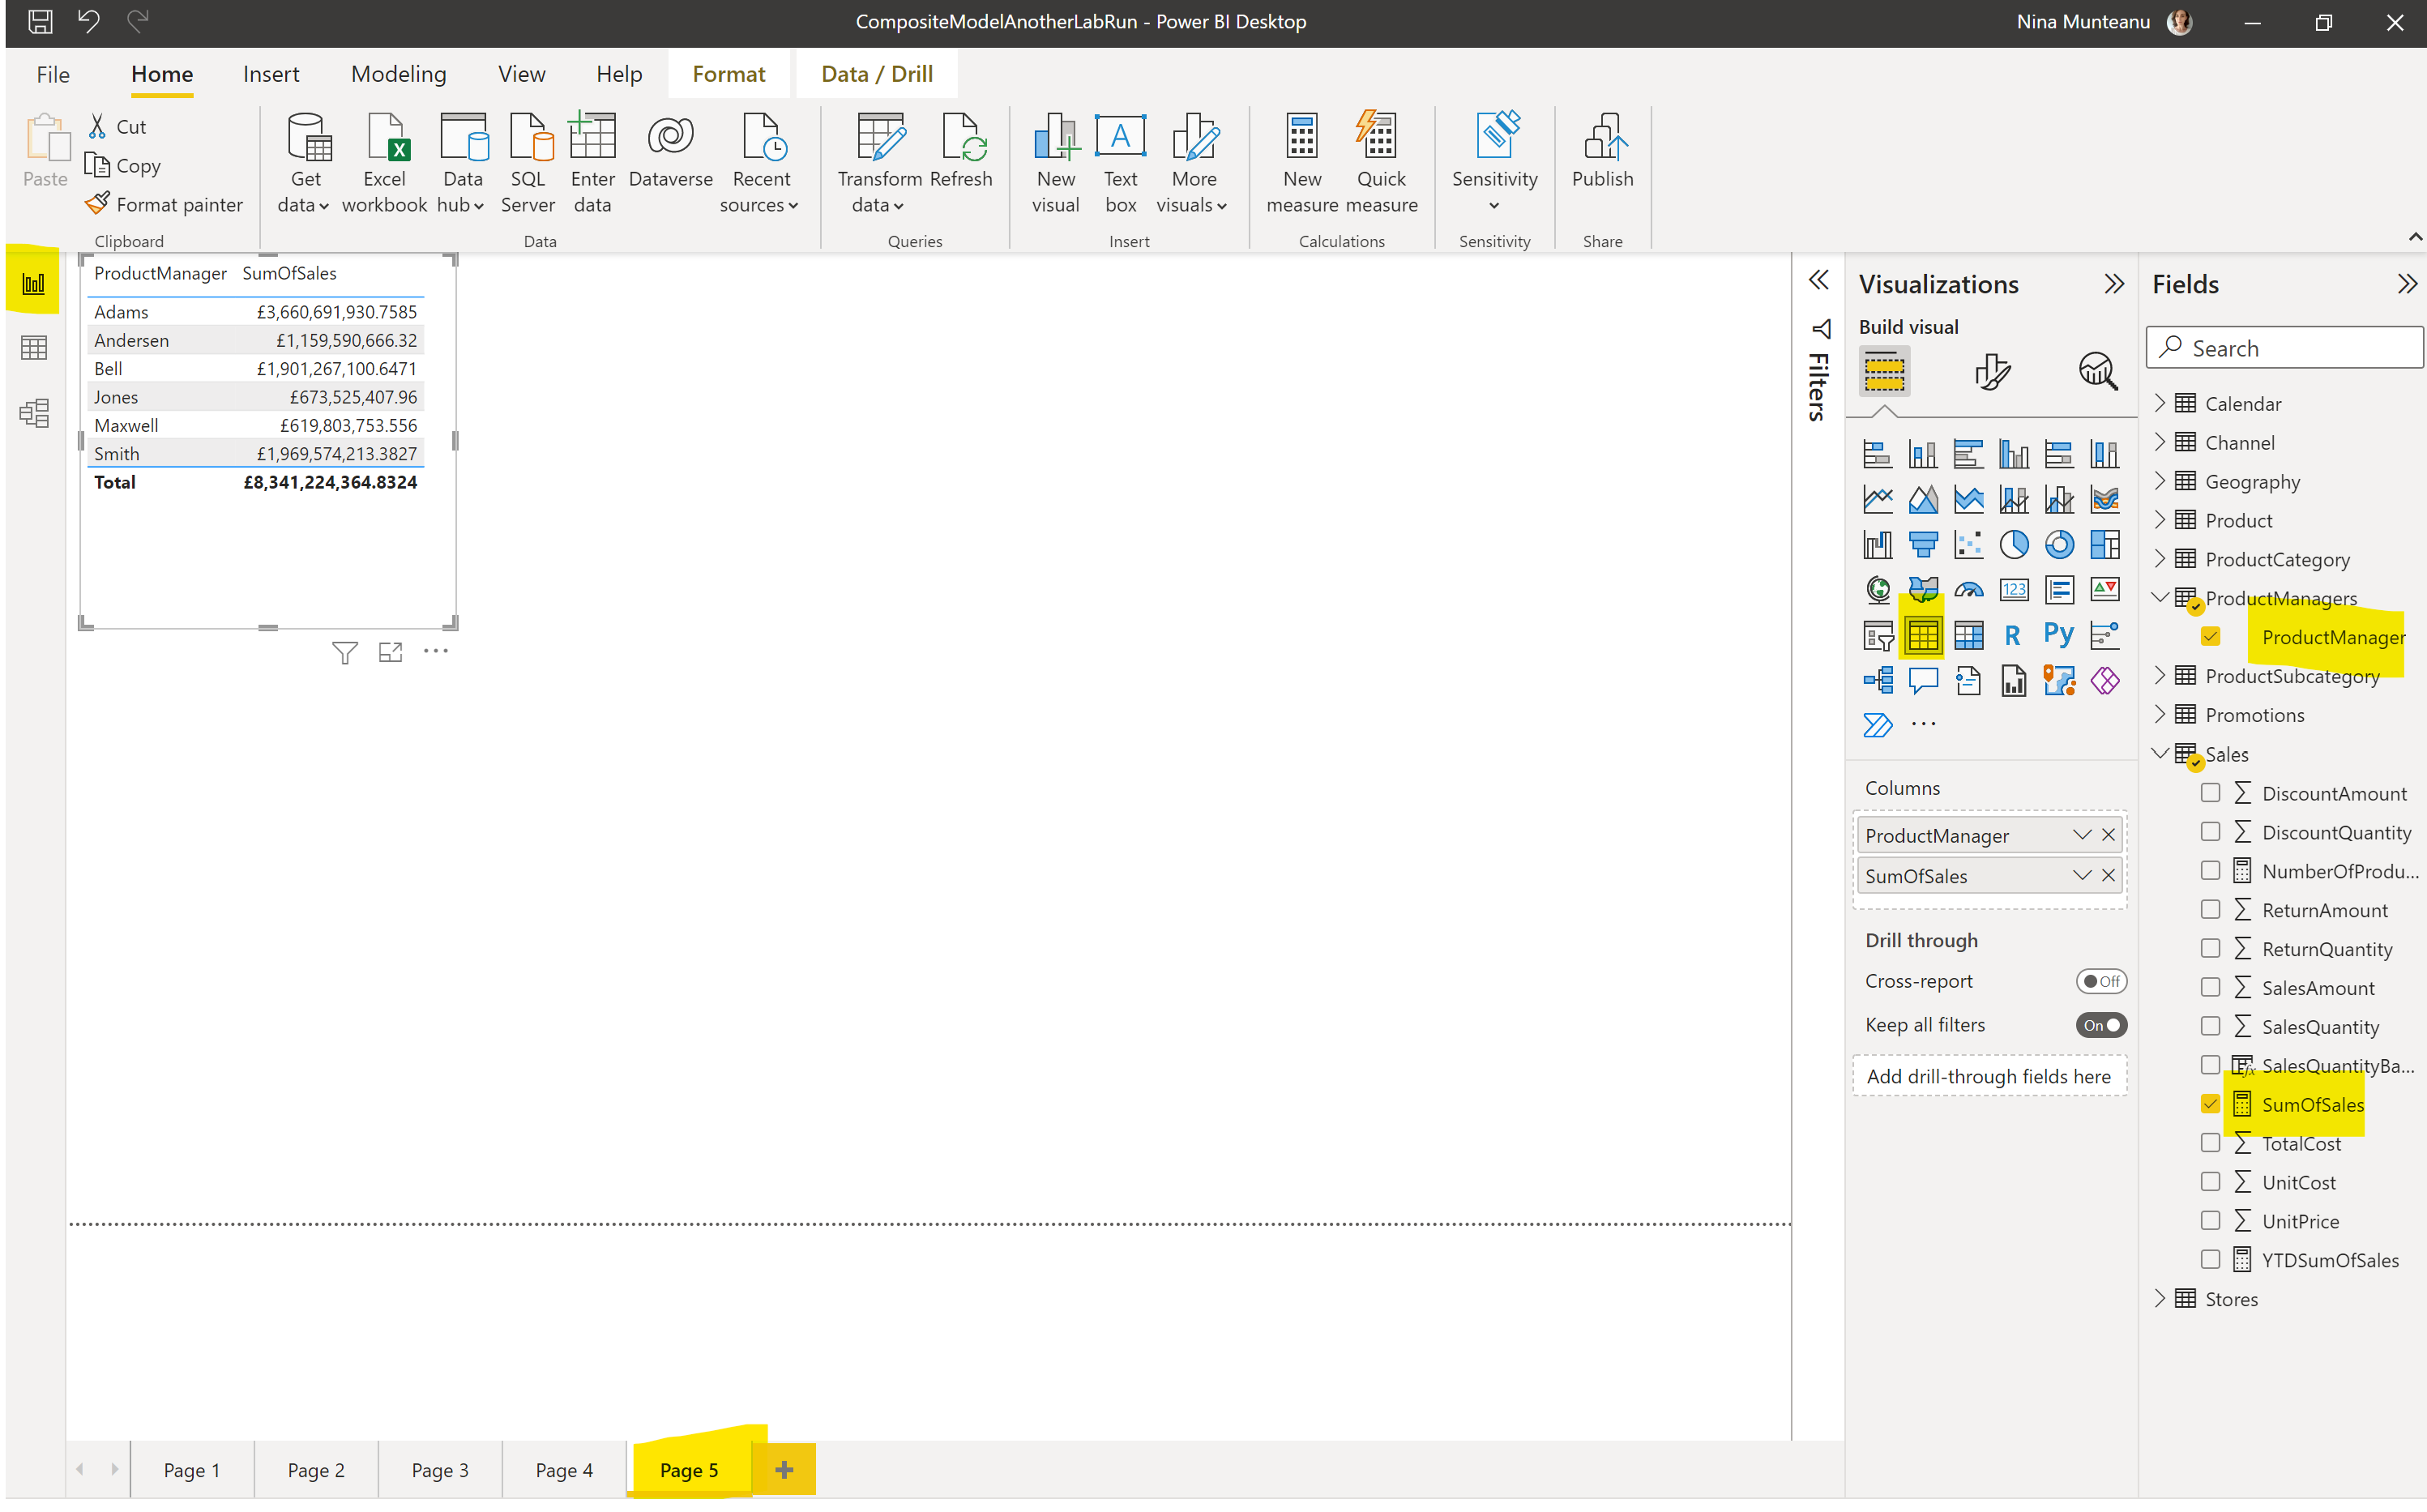 CompositeModelAnotherLabRun - Power BI Desktop
Nina Munteanu
File
Home
Insert
Modeling
View
Help
Format
Data / Drill
Paste
Cut
Copy
Format painter
Clipboard
Get data
Excel workbook
Data hub
SQL Server
Enter data
Dataverse
Recent sources
Data
Transform data
Refresh
Queries
New visual
A
Text box
More visuals
Insert
New measure
Quick measure
Calculations
Sensitivity
Sensitivity
Publish
Share
ProductManager SumOfSales
Adams £3,660,691,930.7585
Andersen £1,159,590,666.32
Bell £1,901,267,100.6471
Jones £673,525,407.96
Maxwell £619,803,753.556
Smith £1,969,574,213.3827
Total £8,341,224,364.8324
Filters
Visualizations
Build visual
123
R
Py
Columns
ProductManager
SumOfSales
Drill through
Cross-report Off
Keep all filters On
Add drill-through fields here
Fields
Search
Calendar
Channel
Geography
Product
ProductCategory
ProductManagers
ProductManager
ProductSubcategory
Promotions
Sales
DiscountAmount
DiscountQuantity
NumberOfProdu...
ReturnAmount
ReturnQuantity
SalesAmount
SalesQuantity
SalesQuantityBa...
SumOfSales
TotalCost
UnitCost
UnitPrice
YTDSumOfSales
Stores
Page 1
Page 2
Page 3
Page 4
Page 5